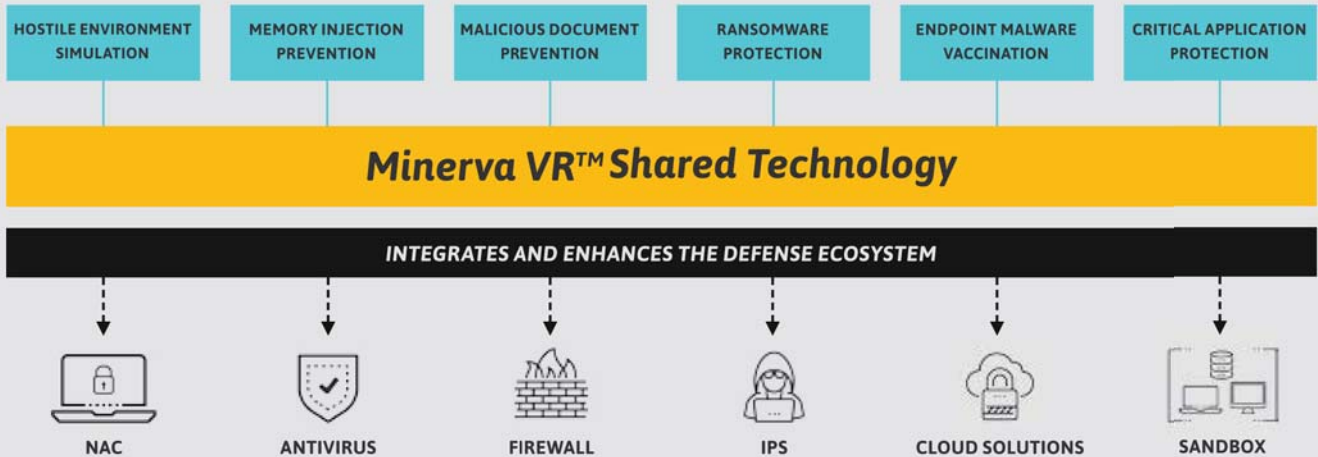 HOSTILE ENVIRONMENT
SIMULATION
MEMORY INJECTION
PREVENTION
MALICIOUS DOCUMENT
PREVENTION
RANSOMWARE
PROTECTION
ENDPOINT MALWARE
VACCINATION
CRITICAL APPLICATION
PROTECTION
Minerva VR™ Shared Technology
INTEGRATES AND ENHANCES THE DEFENSE ECOSYSTEM
NAC
ANTIVIRUS
FIREWALL
IPS
CLOUD SOLUTIONS
SANDBOX